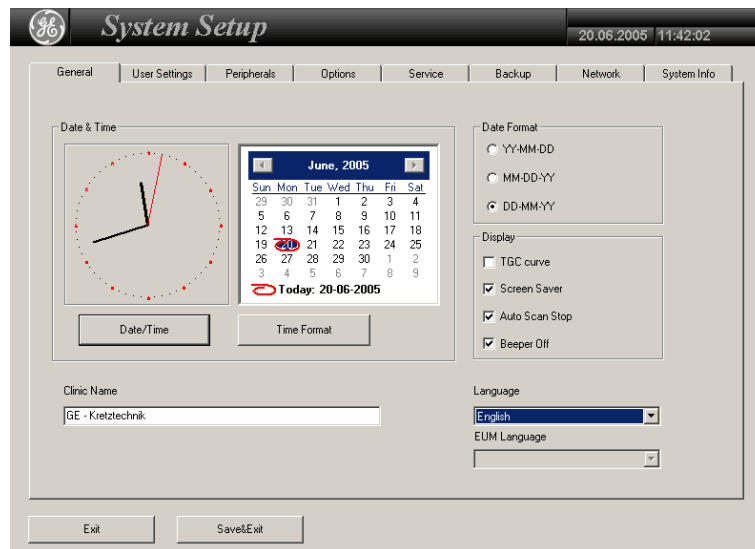 GE System Setup
20.06.2005 11:42:02
General User Settings Peripherals Options Service Backup Network System Info
Date & Time
June, 2005
Sun Mon Tue Wed Thu Fri Sat
29 30 31 1 2 3 4
5 6 7 8 9 10 11
12 13 14 15 16 17 18
19 20 21 22 23 24 25
26 27 28 29 30 1 2
3 4 5 6 7 8 9
Today: 20-06-2005
Date/Time Time Format
Date Format
YY-MM-DD
MM-DD-YY
DD-MM-YY
Display
TGC curve
Screen Saver
Auto Scan Stop
Beeper Off
Clinic Name
GE - Kretztechnik
Language
English
EUM Language
Exit Save&Exit